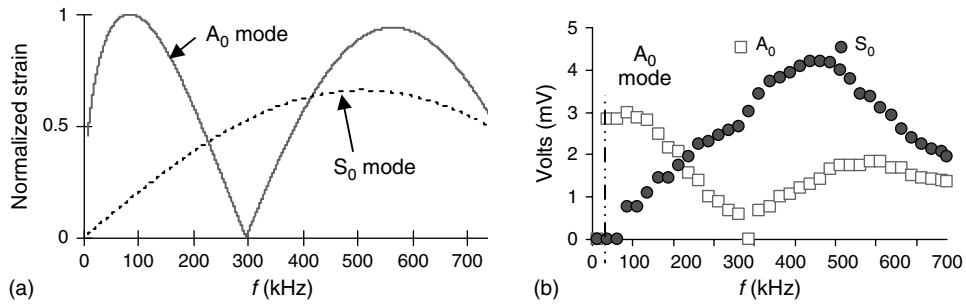 1
0.5
0
Normalized strain
A0 mode
S0 mode
0 100 200 300 400 500 600 700
f (kHz)
(a)
5
4
3
2
1
0
Volts (mV)
A0
mode
A0
S0
0 100 200 300 400 500 600 700
f (kHz)
(b)